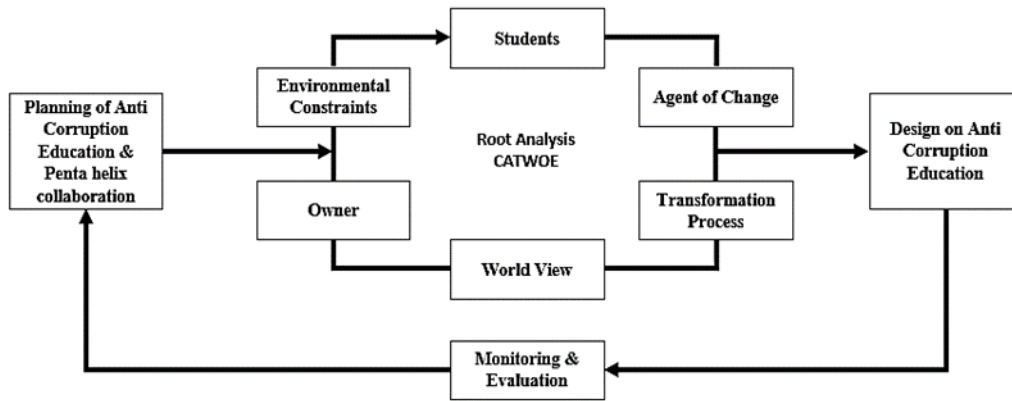 Students
Environmental
Constraints
Agent of Change
Planning of Anti
Corruption
Education &
Penta helix
collaboration
Root Analysis
CATWOE
Design on Anti
Corruption
Education
Owner
Transformation
Process
World View
Monitoring &
Evaluation